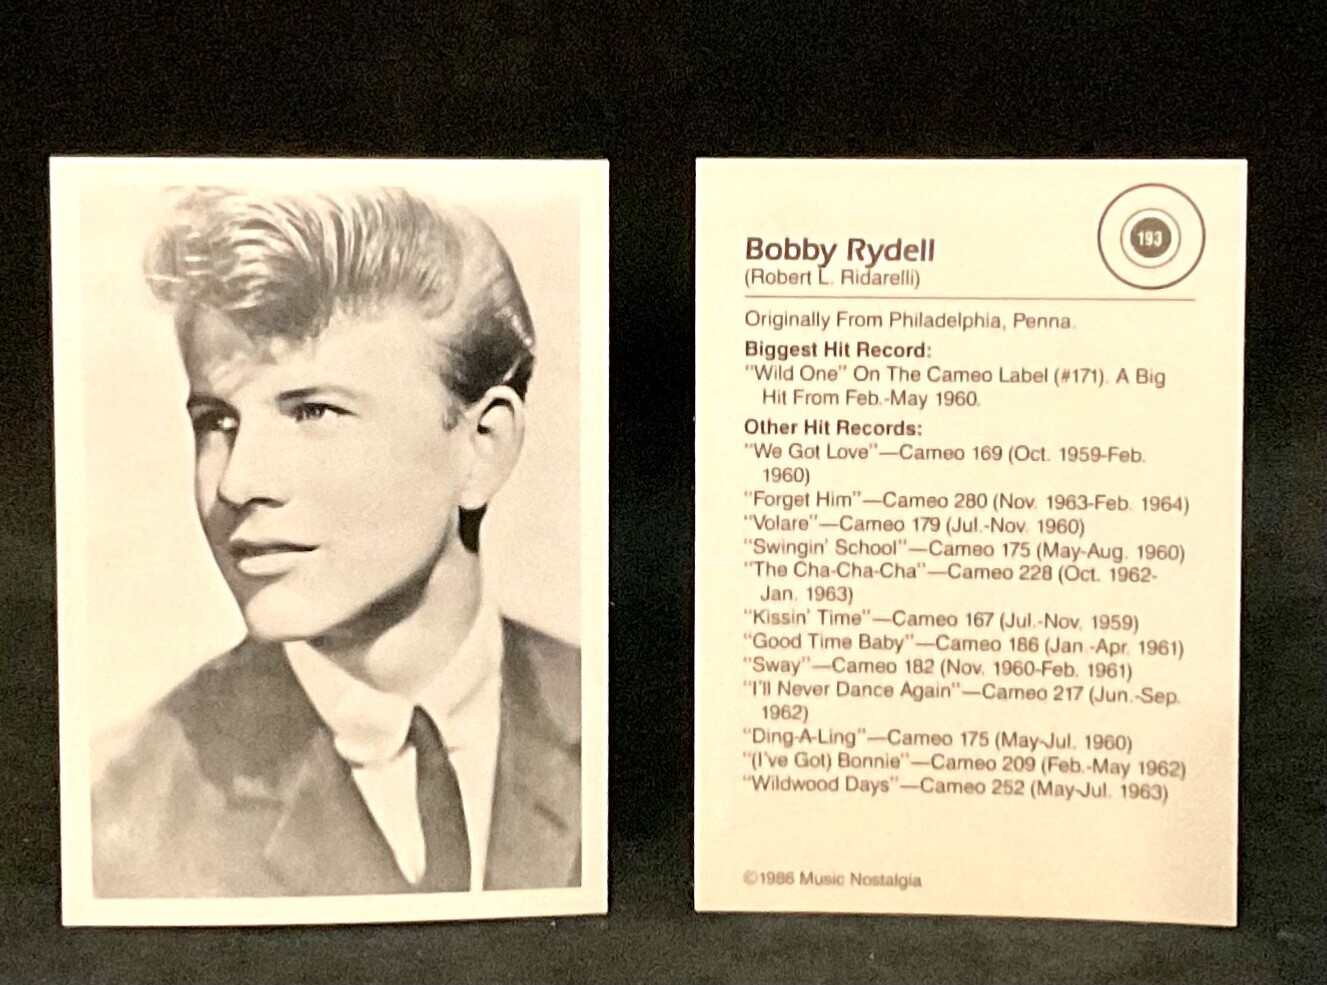 193
Bobby Rydell
(Robert L. Ridarelli)
Originally From Philadelphia, Penna.
Biggest Hit Record:
"Wild One" On The Cameo Label (#171). A Big
Hit From Feb.-May 1960.
Other Hit Records:
"We Got Love"—Cameo 169 (Oct. 1959-Feb.
1960)
"Forget Him"—Cameo 280 (Nov. 1963-Feb. 1964)
"Volare"—Cameo 179 (Jul.-Nov. 1960)
"Swingin' School"—Cameo 175 (May-Aug. 1960)
"The Cha-Cha-Cha"—Cameo 228 (Oct. 1962-
Jan. 1963)
"Kissin' Time"—Cameo 167 (Jul.-Nov. 1959)
"Good Time Baby"—Cameo 186 (Jan.-Apr. 1961)
"Sway"—Cameo 182 (Nov. 1960-Feb. 1961)
"I'll Never Dance Again"—Cameo 217 (Jun.-Sep.
1962)
"Ding-A-Ling"—Cameo 175 (May-Jul. 1960)
"(I've Got) Bonnie"—Cameo 209 (Feb.-May 1962)
"Wildwood Days"—Cameo 252 (May-Jul. 1963)
©1986 Music Nostalgia